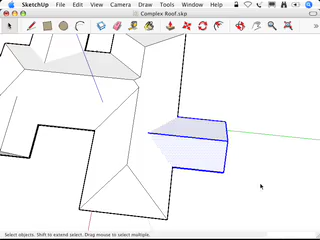 SketchUp File Edit View Camera Draw Tools Window Help
Complex Roof.skp
Select objects. Shift to extend select. Drag mouse to select multiple.